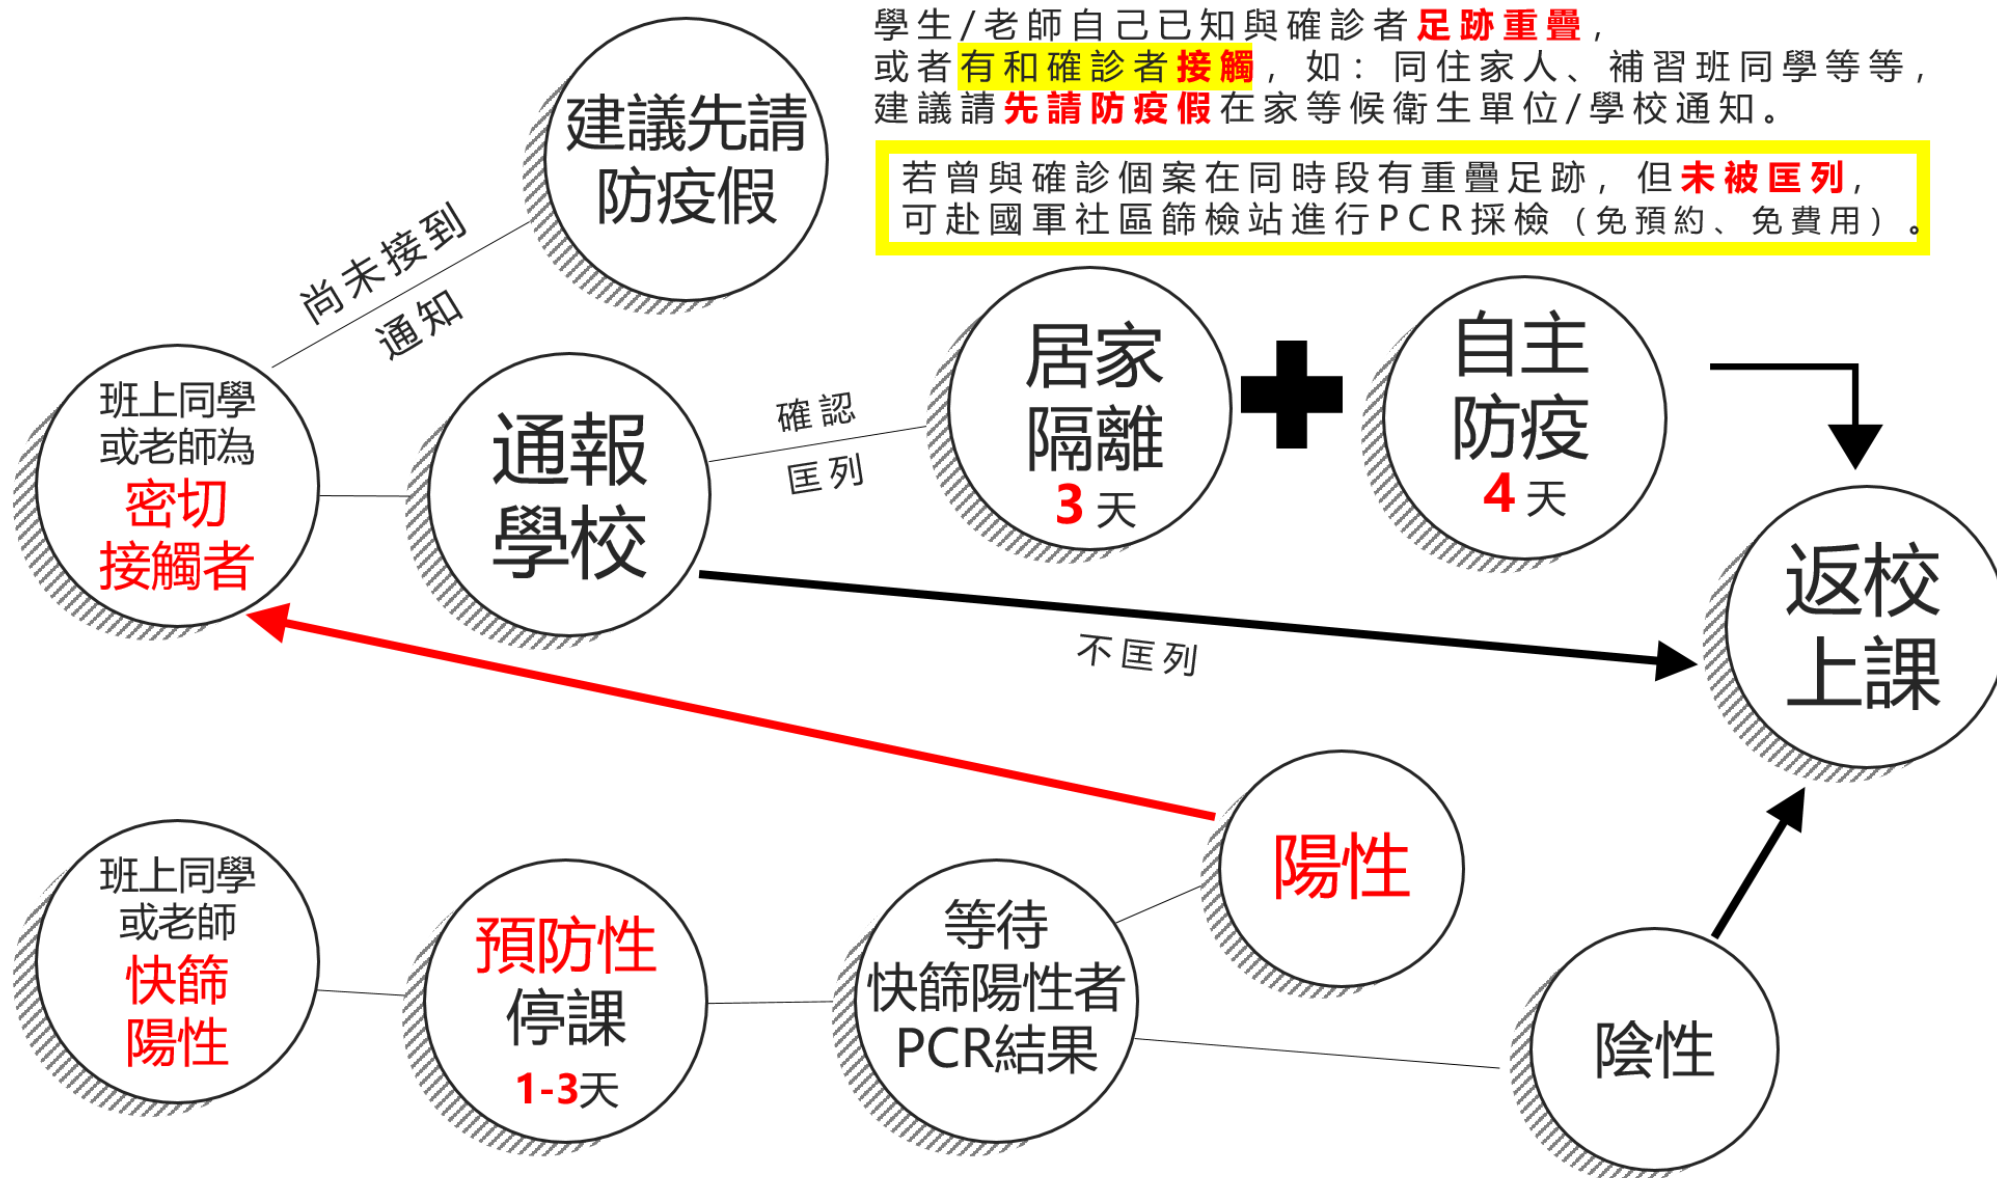 學生/老師自己已知與確診者足跡重疊,
或者有和確診者接觸, 如: 同住家人、補習班同學等等,
建議請先請防疫假在家等候衛生單位/學校通知。
若曾與確診個案在同時段有重疊足跡, 但未被匡列,
可赴國軍社區篩檢站進行PCR採檢 (免預約、免費用) 。
建議先請
防疫假
尚未接到
通知
班上同學
或老師為
密切
接觸者
通報
學校
確認
匡列
居家
隔離
3 天
自主
防疫
4 天
返校
上課
不匡列
班上同學
或老師
快篩
陽性
預防性
停課
1-3天
等待
快篩陽性者
PCR結果
陽性
陰性